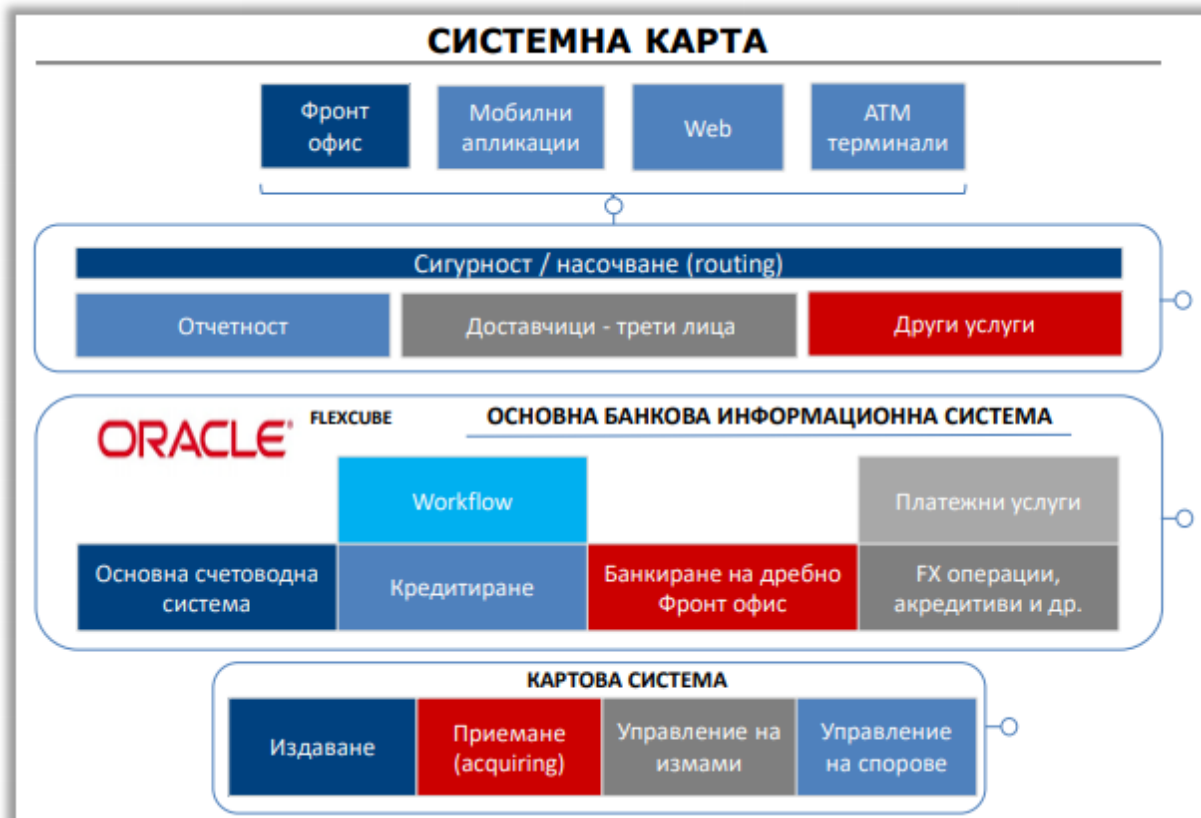 СИСТЕМНА КАРТА
Фронт
офис
Мобилни
апликации
Web
АТМ
терминали
Сигурност / насочване (routing)
Отчетност
Доставчици - трети лица
Други услуги
ORACLE®
FLEXCUBE
ОСНОВНА БАНКОВА ИНФОРМАЦИОННА СИСТЕМА
Workflow
Платежни услуги
Основна счетоводна
система
Кредитиране
Банкиране на дребно
Фронт офис
FX операции,
акредитиви и др.
КАРТОВА СИСТЕМА
Издаване
Приемане
(acquiring)
Управление на
измами
Управление
на спорове